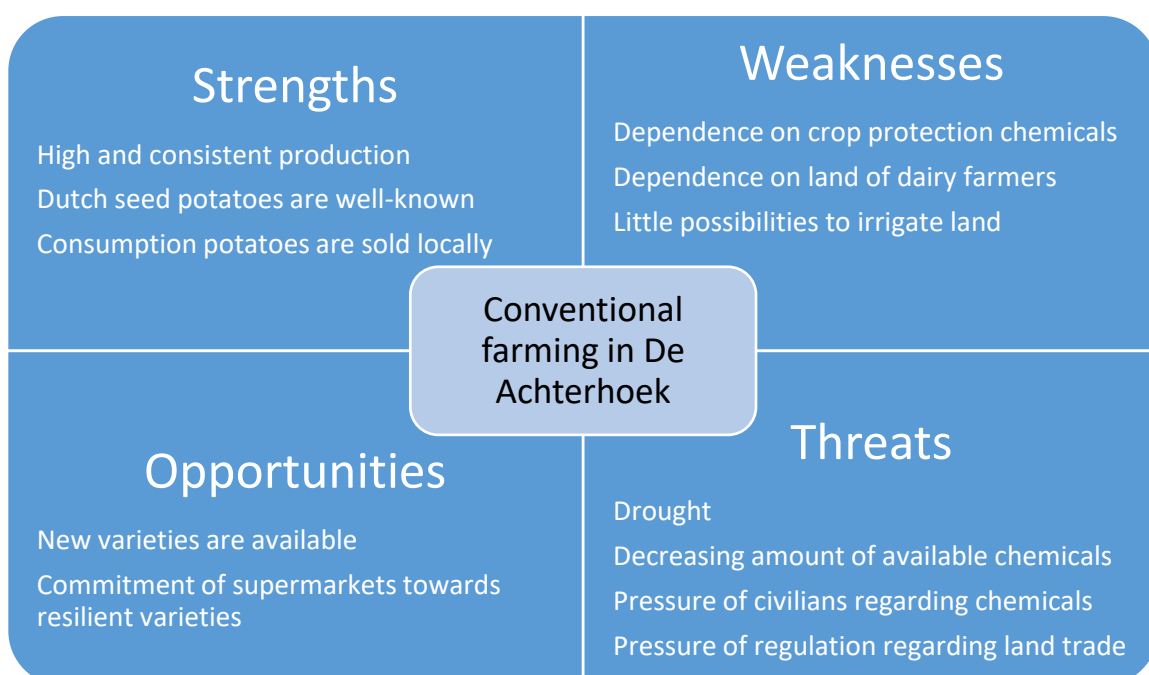 Strengths
High and consistent production
Dutch seed potatoes are well-known
Consumption potatoes are sold locally
Weaknesses
Dependence on crop protection chemicals
Dependence on land of dairy farmers
Little possibilities to irrigate land
Conventional
farming in De
Achterhoek
Opportunities
New varieties are available
Commitment of supermarkets towards
resilient varieties
Threats
Drought
Decreasing amount of available chemicals
Pressure of civilians regarding chemicals
Pressure of regulation regarding land trade